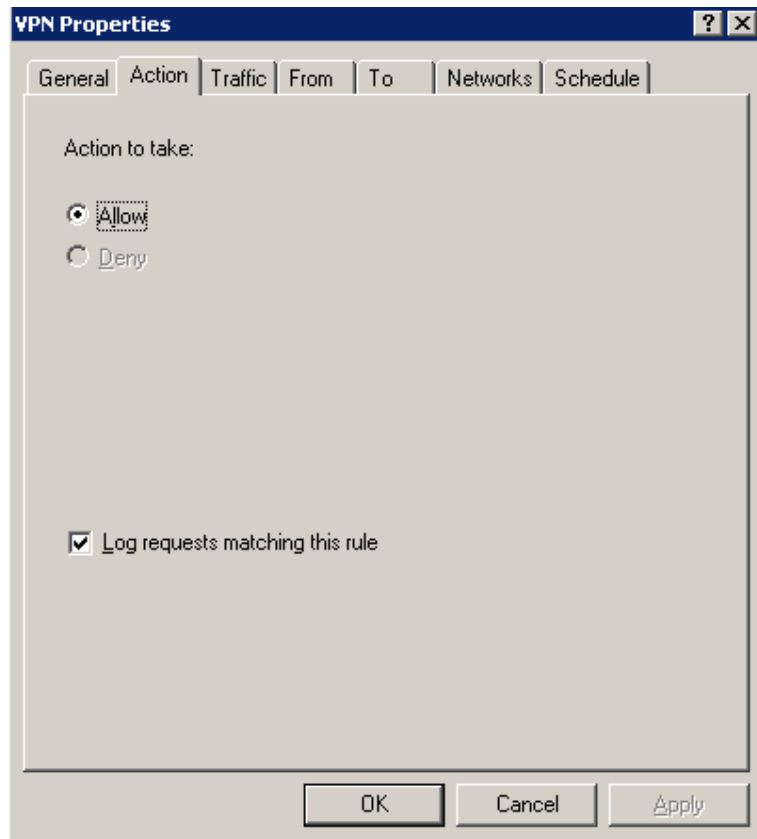 VPN Properties
General Action Traffic From To Networks Schedule
Action to take:
Allow
Deny
Log requests matching this rule
OK Cancel Apply